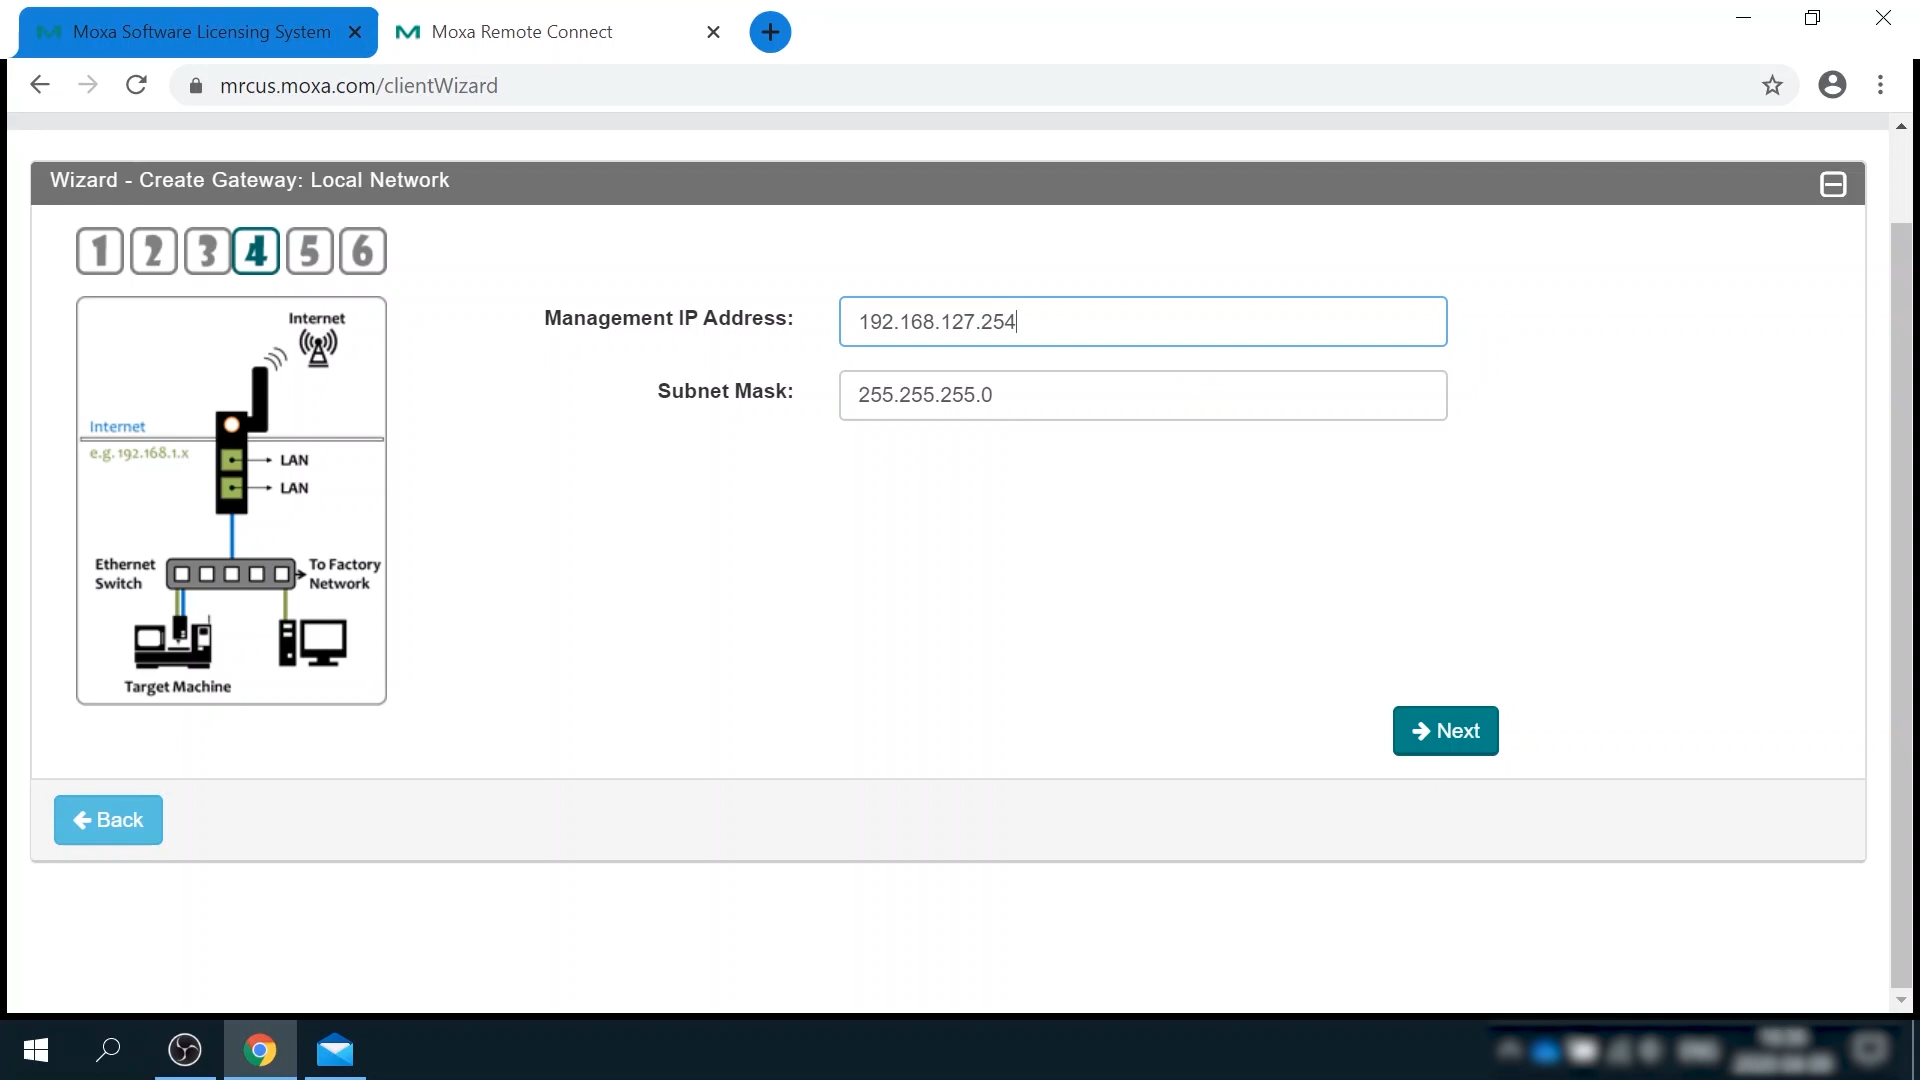 Moxa Software Licensing System
Moxa Remote Connect
mrcus.moxa.com/clientWizard
Wizard - Create Gateway: Local Network
1 2 3 4 5 6
Internet
Internet
e.g. 192.168.1.x
LAN
LAN
Ethernet
Switch
To Factory
Network
Target Machine
Management IP Address:
192.168.127.254
Subnet Mask:
255.255.255.0
Next
Back